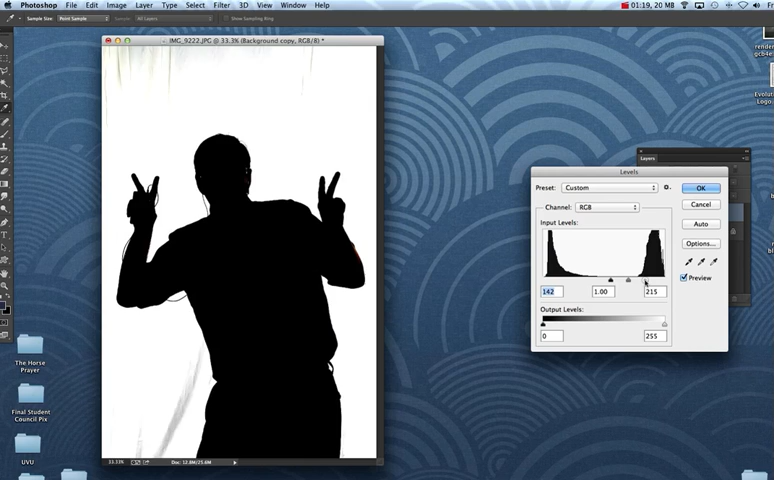 Photoshop File Edit Image Layer Type Select Filter 3D View Window Help
01:19, 20 MB
Sample Size: Point Sample Sample: All Layers Show Sampling Ring
IMG_9222.JPG @ 33.3% (Background copy, RGB/8) *
Layers
Levels
Preset: Custom
OK
Cancel
Channel: RGB
Auto
Input Levels:
Options...
Preview
142 1.00 215
Output Levels:
0 255
The Horse
Prayer
Final Student
Council Pix
UVU
33.33% Doc: 12.8M/25.6M
Logo.